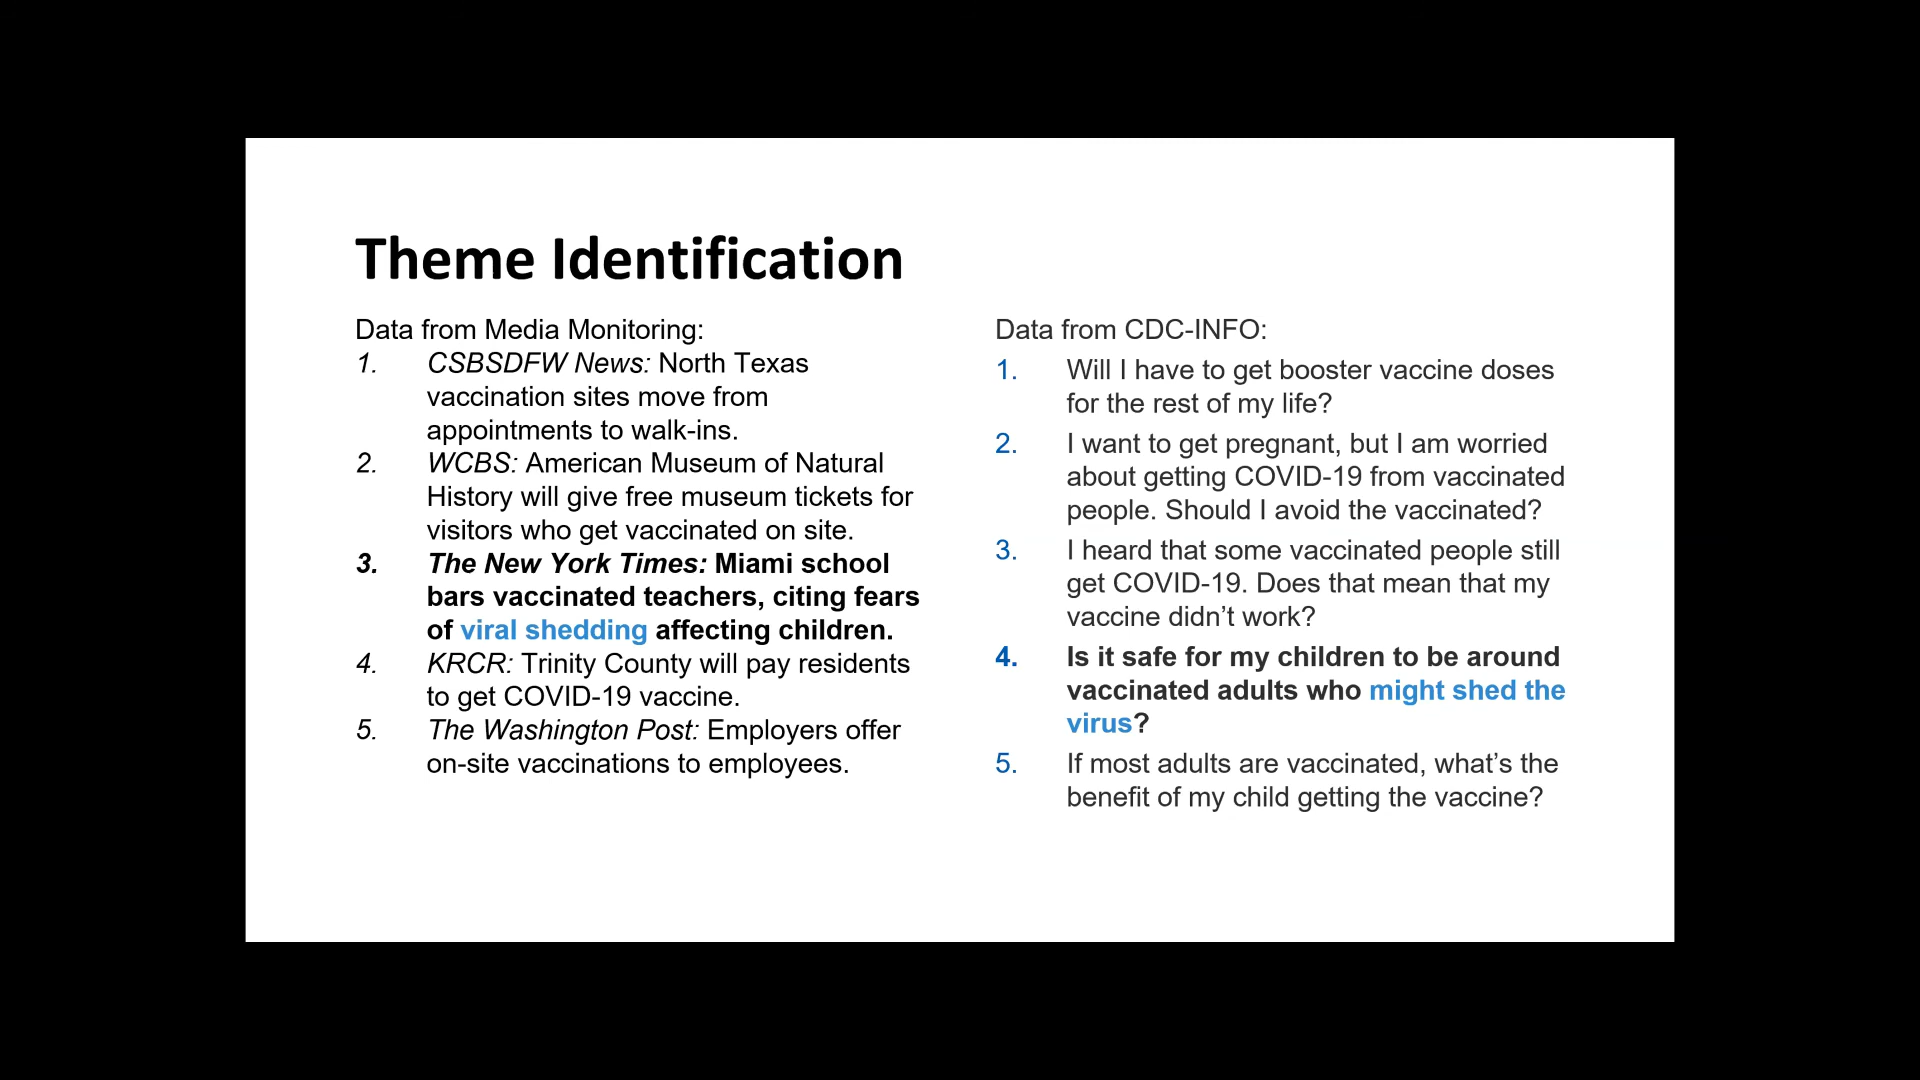 Theme Identification
Data from Media Monitoring:
1. CSBSDFW News: North Texas
vaccination sites move from
appointments to walk-ins.
2. WCBS: American Museum of Natural
History will give free museum tickets for
visitors who get vaccinated on site.
3. The New York Times: Miami school
bars vaccinated teachers, citing fears
of viral shedding affecting children.
4. KRCR: Trinity County will pay residents
to get COVID-19 vaccine.
5. The Washington Post: Employers offer
on-site vaccinations to employees.
Data from CDC-INFO:
1. Will I have to get booster vaccine doses
for the rest of my life?
2. I want to get pregnant, but I am worried
about getting COVID-19 from vaccinated
people. Should I avoid the vaccinated?
3. I heard that some vaccinated people still
get COVID-19. Does that mean that my
vaccine didn’t work?
4. Is it safe for my children to be around
vaccinated adults who might shed the
virus?
5. If most adults are vaccinated, what’s the
benefit of my child getting the vaccine?